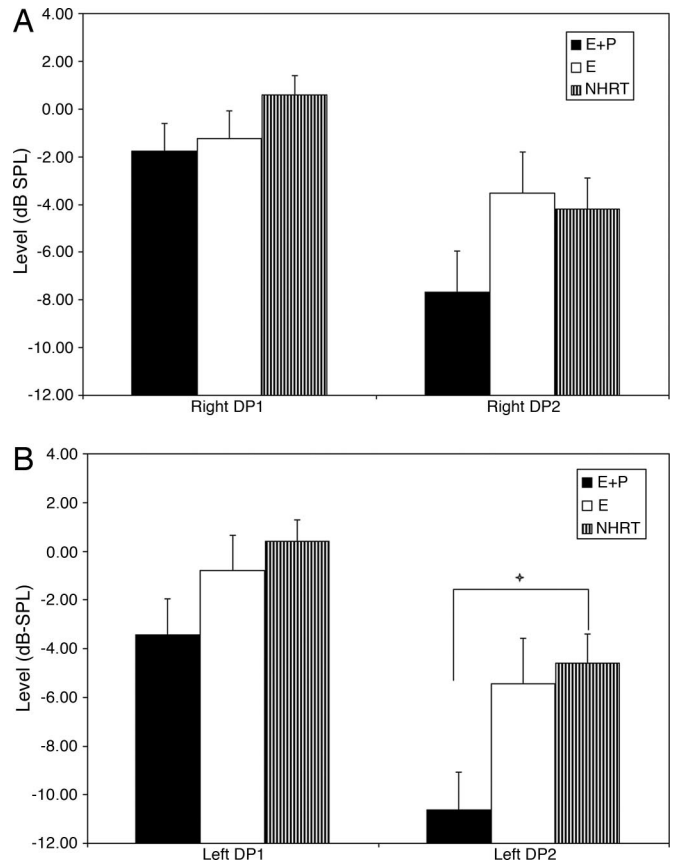 A
Level (dB SPL)
4.00
2.00
0.00
-2.00
-4.00
-6.00
-8.00
-10.00
-12.00
E+P
E
NHRT
Right DP1
Right DP2
B
Level (dB-SPL)
4.00
2.00
0.00
-2.00
-4.00
-6.00
-8.00
-10.00
-12.00
E+P
E
NHRT
Left DP1
Left DP2